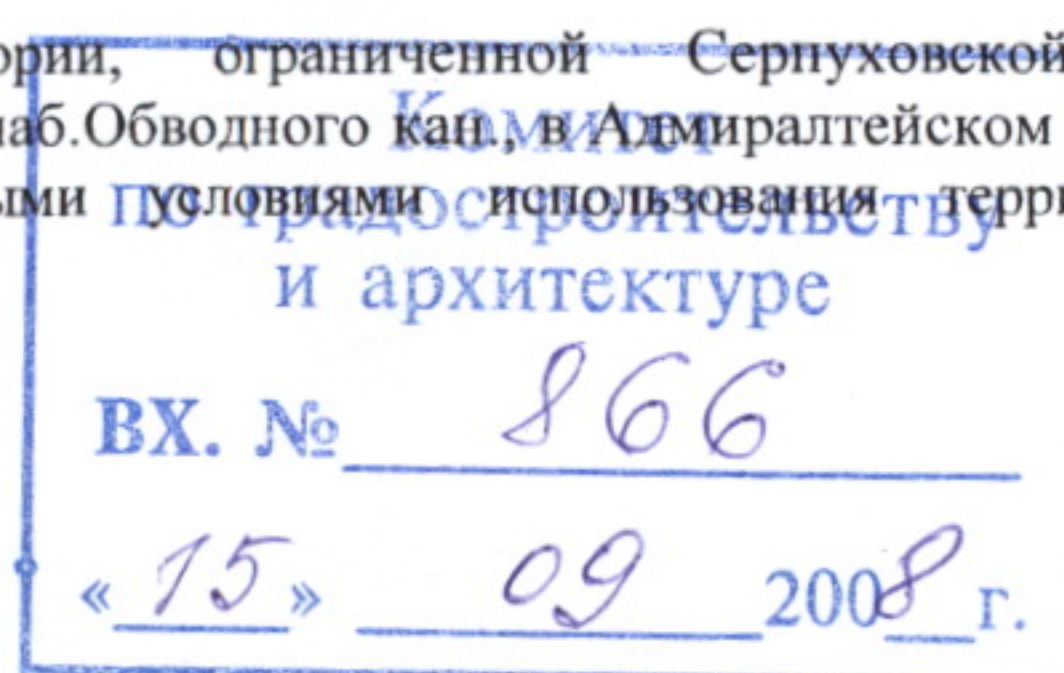 ории, ограниченной Серпуховской
наб.Обводного кан., в Адмиралтейском
ыми условиями использования терри
Комитет
по градостроительству
и архитектуре
ВХ. № 866
« 15 » 09 2008 г.